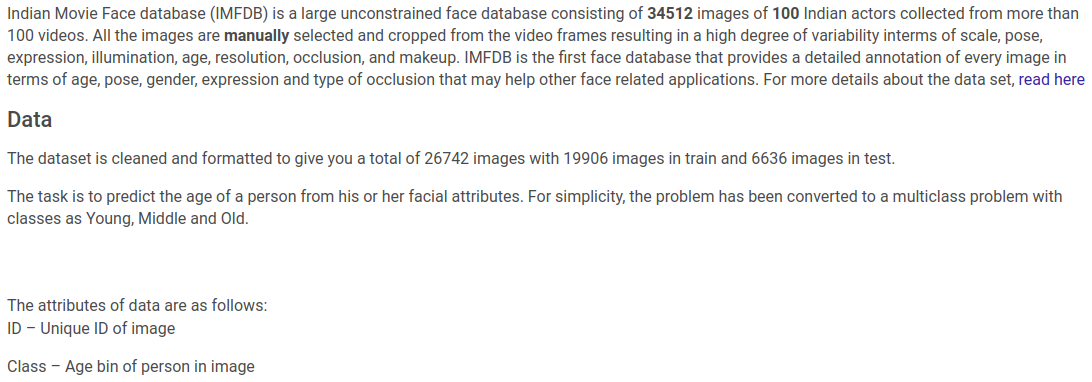 Indian Movie Face database (IMFDB) is a large unconstrained face database consisting of 34512 images of 100 Indian actors collected from more than
100 videos. All the images are manually selected and cropped from the video frames resulting in a high degree of variability interms of scale, pose,
expression, illumination, age, resolution, occlusion, and makeup. IMFDB is the first face database that provides a detailed annotation of every image in
terms of age, pose, gender, expression and type of occlusion that may help other face related applications. For more details about the data set, read here
Data
The dataset is cleaned and formatted to give you a total of 26742 images with 19906 images in train and 6636 images in test.
The task is to predict the age of a person from his or her facial attributes. For simplicity, the problem has been converted to a multiclass problem with
classes as Young, Middle and Old.
The attributes of data are as follows:
ID – Unique ID of image
Class – Age bin of person in image